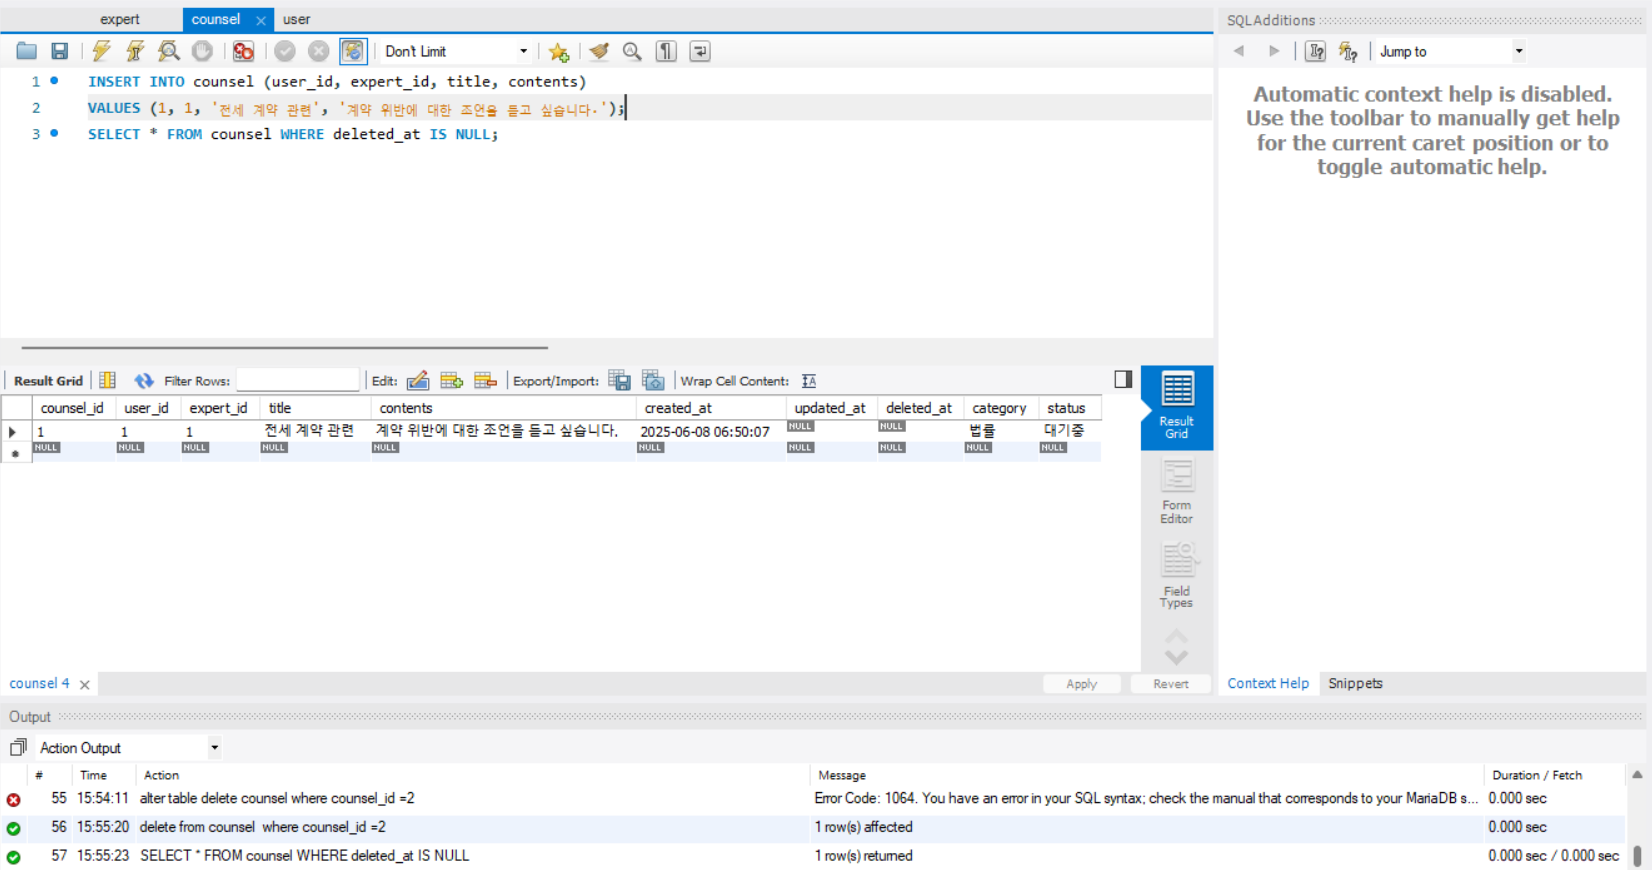 expert counsel × user
Don't Limit
1 INSERT INTO counsel (user_id, expert_id, title, contents)
2 VALUES (1, 1, '전세 계약 관련', '계약 위반에 대한 조언을 듣고 싶습니다.');
3 SELECT * FROM counsel WHERE deleted_at IS NULL;
Result Grid Filter Rows: Edit: Export/Import: Wrap Cell Content: IA
counsel_id user_id expert_id title contents created_at updated_at deleted_at category status
1 1 1 전세 계약 관련 계약 위반에 대한 조언을 듣고 싶습니다. 2025-06-08 06:50:07 NULL NULL 법률 대기중
NULL NULL NULL NULL NULL NULL NULL NULL NULL NULL
Result
Grid
Form
Editor
Field
Types
counsel 4 × Apply Revert
SQLAdditions
Jump to
Automatic context help is disabled.
Use the toolbar to manually get help
for the current caret position or to
toggle automatic help.
Context Help Snippets
Output
Action Output
# Time Action Message Duration / Fetch
55 15:54:11 alter table delete counsel where counsel_id =2 Error Code: 1064. You have an error in your SQL syntax; check the manual that corresponds to your MariaDB s... 0.000 sec
56 15:55:20 delete from counsel where counsel_id =2 1 row(s) affected 0.000 sec
57 15:55:23 SELECT * FROM counsel WHERE deleted_at IS NULL 1 row(s) returned 0.000 sec / 0.000 sec